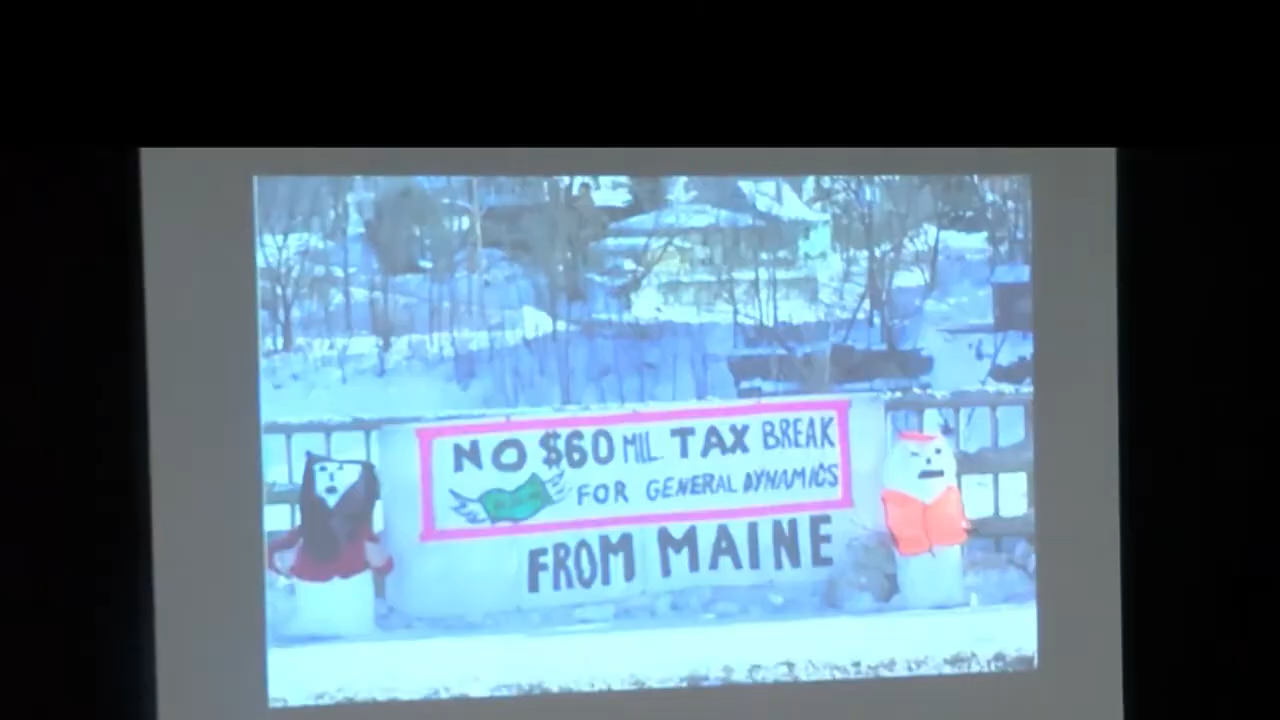 NO $60 MIL. TAX BREAK
FOR GENERAL DYNAMICS
FROM MAINE